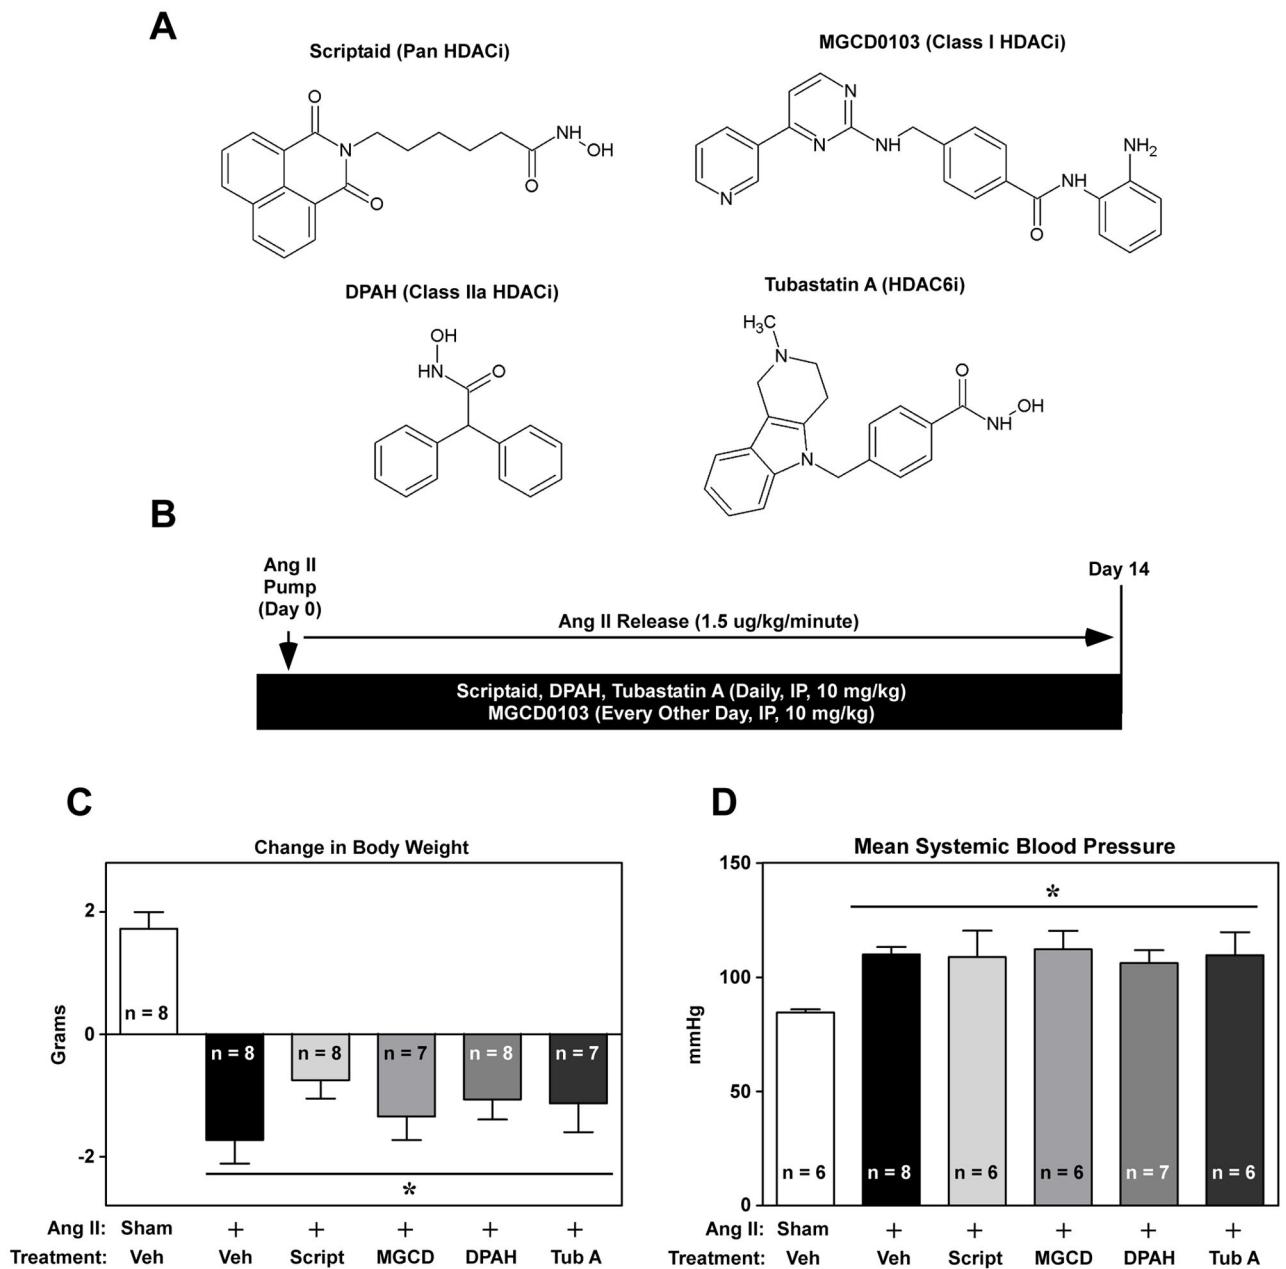 A
Scriptaid (Pan HDACi)
O
N
O
O
NH
OH
MGCD0103 (Class I HDACi)
N
N
N
NH
O
NH
NH2
DPAH (Class IIa HDACi)
OH
HN
O
Tubastatin A (HDAC6i)
H3C
N
N
O
NH
OH
B
Ang II
Pump
(Day 0)
Day 14
Ang II Release (1.5 ug/kg/minute)
Scriptaid, DPAH, Tubastatin A (Daily, IP, 10 mg/kg)
MGCD0103 (Every Other Day, IP, 10 mg/kg)
C
Change in Body Weight
Grams
2
0
-2
n = 8
n = 8
n = 8
n = 7
n = 8
n = 7
*
Ang II: Sham + + + + +
Treatment: Veh Veh Script MGCD DPAH Tub A
D
Mean Systemic Blood Pressure
mmHg
150
100
50
0
*
n = 6
n = 8
n = 6
n = 6
n = 7
n = 6
Ang II: Sham + + + + +
Treatment: Veh Veh Script MGCD DPAH Tub A